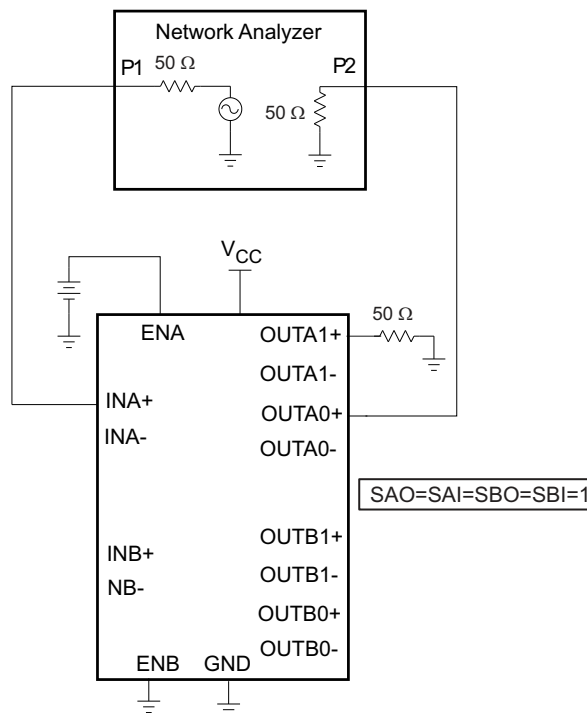 Network Analyzer
P1
50 Ω
P2
50 Ω
VCC
ENA
OUTA1+
50 Ω
OUTA1-
INA+
OUTA0+
INA-
OUTA0-
SAO=SAI=SBO=SBI=1
OUTB1+
INB+
OUTB1-
NB-
OUTB0+
OUTB0-
ENB
GND